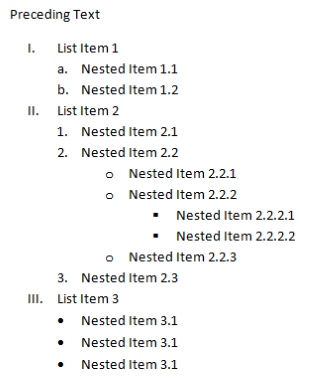 Preceding Text
I. List Item 1
a. Nested Item 1.1
b. Nested Item 1.2
II. List Item 2
1. Nested Item 2.1
2. Nested Item 2.2
o Nested Item 2.2.1
o Nested Item 2.2.2
▪ Nested Item 2.2.2.1
▪ Nested Item 2.2.2.2
o Nested Item 2.2.3
3. Nested Item 2.3
III. List Item 3
• Nested Item 3.1
• Nested Item 3.1
• Nested Item 3.1